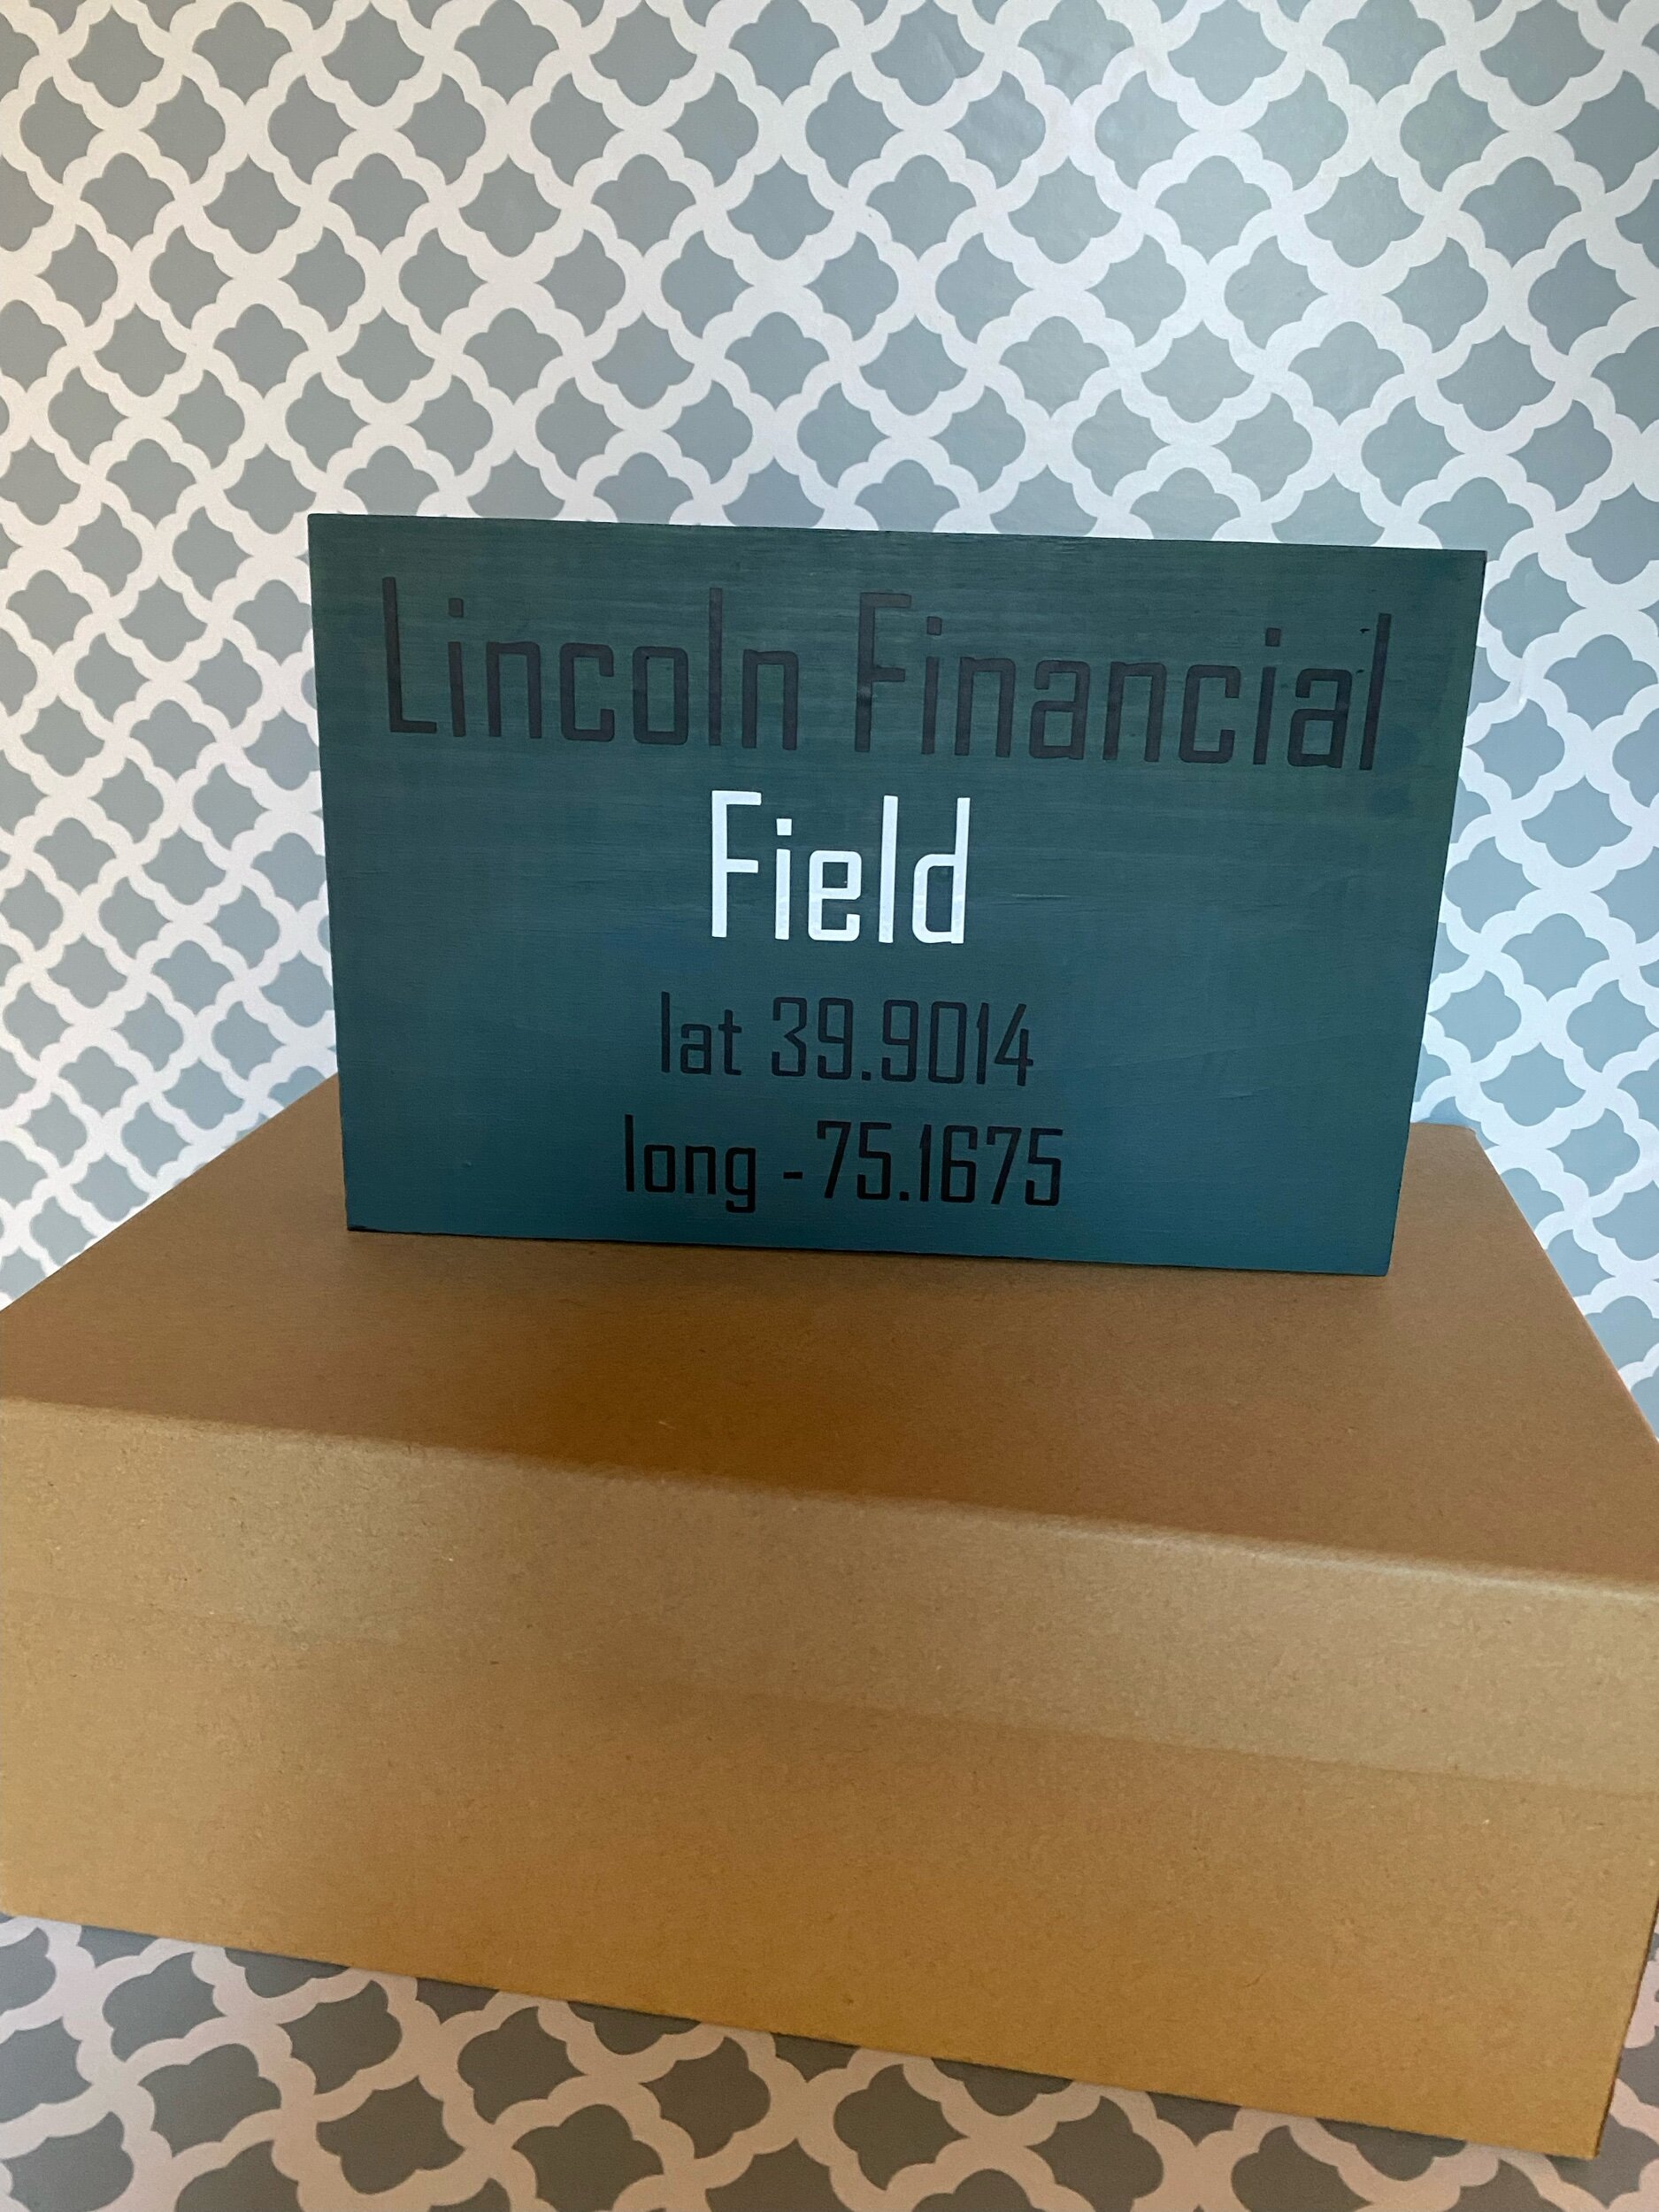 Lincoln Financial
Field
lat 39.9014
long -75.1675